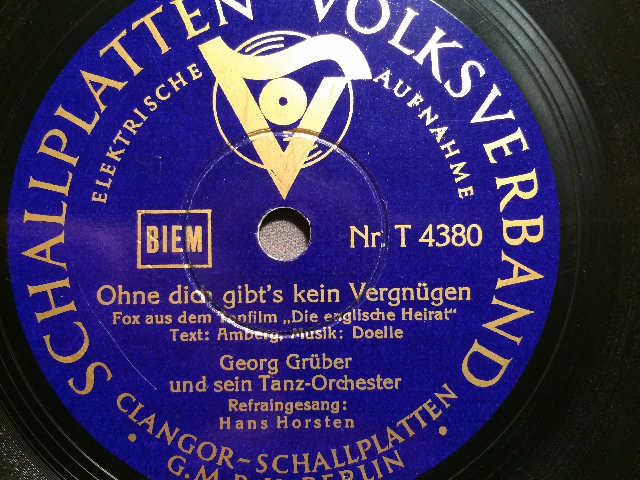 SCHALLPLATTEN VOLKSVERBAND
ELEKTRISCHE AUFNAHME
V
BIEM
Nr. T 4380
Ohne dich gibt's kein Vergnügen
Fox aus dem Tonfilm „Die englische Heirat“
Text: Amberg, Musik: Doelle
Georg Grüber
und sein Tanz-Orchester
Refraingesang:
Hans Horsten
CLANGOR-SCHALLPLATTEN
G.M.B.H. BERLIN